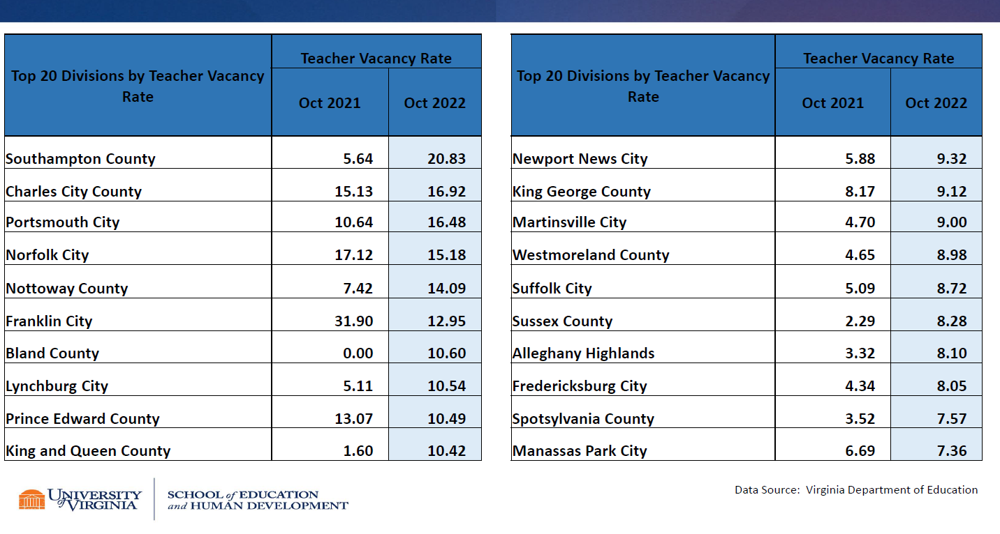 Top 20 Divisions by Teacher Vacancy
Rate
Teacher Vacancy Rate
Oct 2021 Oct 2022
Southampton County 5.64 20.83
Charles City County 15.13 16.92
Portsmouth City 10.64 16.48
Norfolk City 17.12 15.18
Nottoway County 7.42 14.09
Franklin City 31.90 12.95
Bland County 0.00 10.60
Lynchburg City 5.11 10.54
Prince Edward County 13.07 10.49
King and Queen County 1.60 10.42
Top 20 Divisions by Teacher Vacancy
Rate
Teacher Vacancy Rate
Oct 2021 Oct 2022
Newport News City 5.88 9.32
King George County 8.17 9.12
Martinsville City 4.70 9.00
Westmoreland County 4.65 8.98
Suffolk City 5.09 8.72
Sussex County 2.29 8.28
Alleghany Highlands 3.32 8.10
Fredericksburg City 4.34 8.05
Spotsylvania County 3.52 7.57
Manassas Park City 6.69 7.36
UNIVERSITY
of VIRGINIA
SCHOOL of EDUCATION
and HUMAN DEVELOPMENT
Data Source: Virginia Department of Education